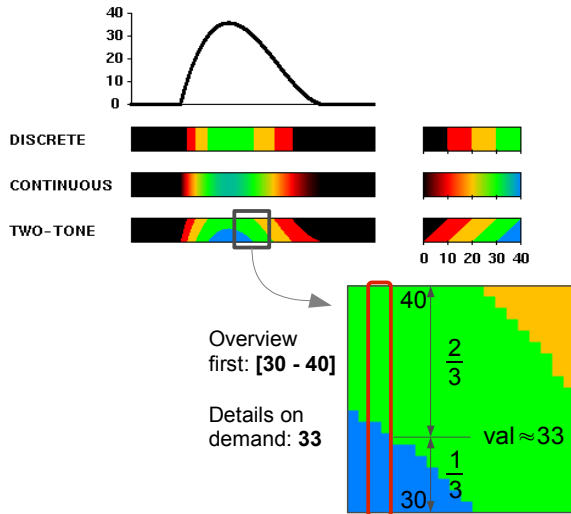 40
30
20
10
0
DISCRETE
CONTINUOUS
TWO-TONE
0 10 20 30 40
Overview
first: [30 - 40]
Details on
demand: 33
40
2
3
val≈33
1
3
30